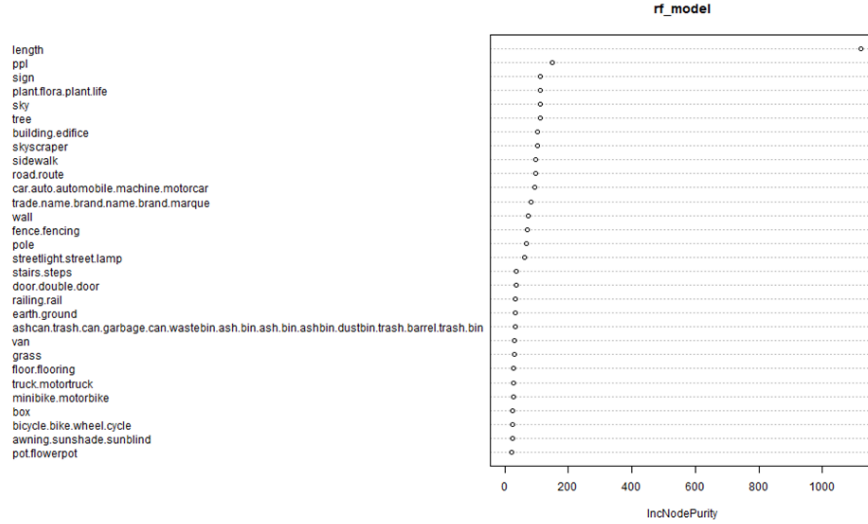 rf_model
length
ppl
sign
plant.flora.plant.life
sky
tree
building.edifice
skyscraper
sidewalk
road.route
car.auto.automobile.machine.motorcar
trade.name.brand.name.brand.marque
wall
fence.fencing
pole
streetlight.street.lamp
stairs.steps
door.double.door
railing.rail
earth.ground
ashcan.trash.can.garbage.can.wastebin.ash.bin.ash.bin.ashbin.dustbin.trash.barrel.trash.bin
van
grass
floor.flooring
truck.motortruck
minibike.motorbike
box
bicycle.bike.wheel.cycle
awning.sunshade.sunblind
pot.flowerpot
0 200 400 600 800 1000
IncNodePurity